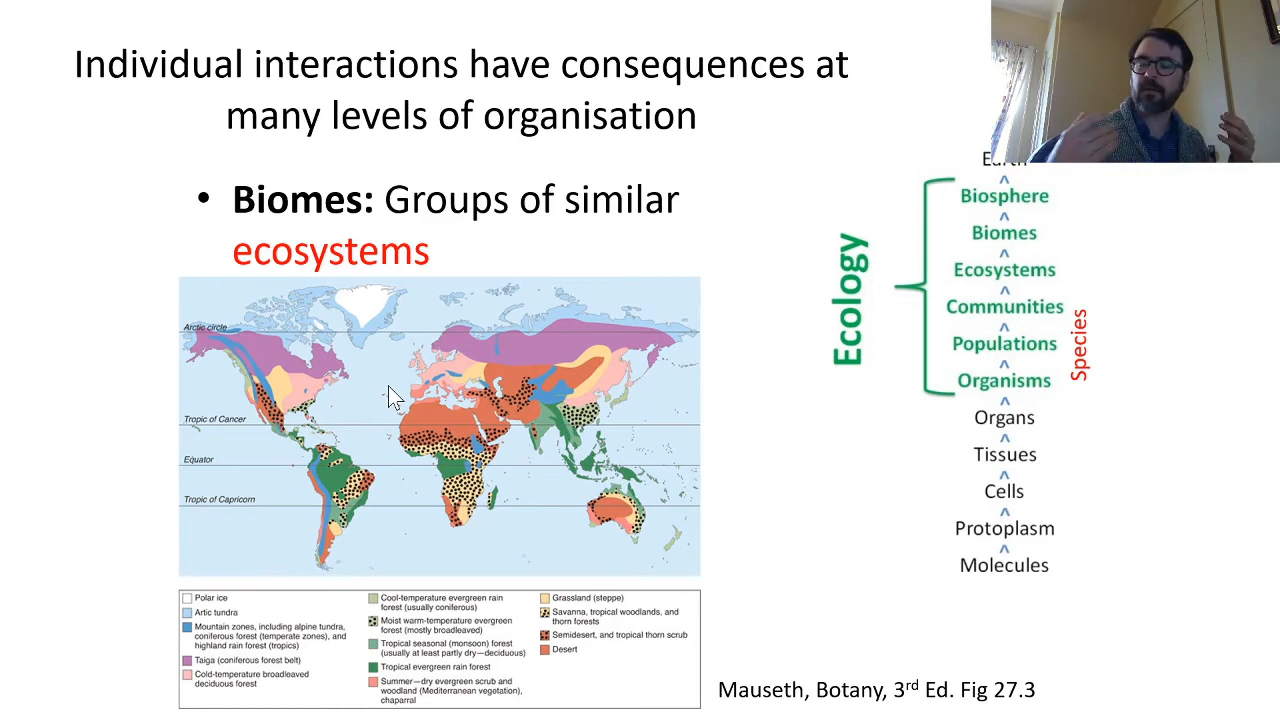 Individual interactions have consequences at
many levels of organisation
• Biomes: Groups of similar
ecosystems
Arctic circle
Tropic of Cancer
Equator
Tropic of Capricorn
Polar ice
Artic tundra
Mountain zones, including alpine tundra,
coniferous forest (temperate zones), and
highland rain forest (tropics)
Taiga (coniferous forest belt)
Cold-temperature broadleaved
deciduous forest
Cool-temperature evergreen rain
forest (usually coniferous)
Moist warm-temperature evergreen
forest (mostly broadleaved)
Tropical seasonal (monsoon) forest
(usually at least partly dry—deciduous)
Tropical evergreen rain forest
Summer—dry evergreen scrub and
woodland (Mediterranean vegetation),
chaparral
Grassland (steppe)
Savanna, tropical woodlands, and
thorn forests
Semidesert, and tropical thorn scrub
Desert
Ecology
Biosphere
^
Biomes
^
Ecosystems
^
Communities
^
Populations
^
Organisms
^
Organs
^
Tissues
^
Cells
^
Protoplasm
^
Molecules
Species
Mauseth, Botany, 3rd Ed. Fig 27.3